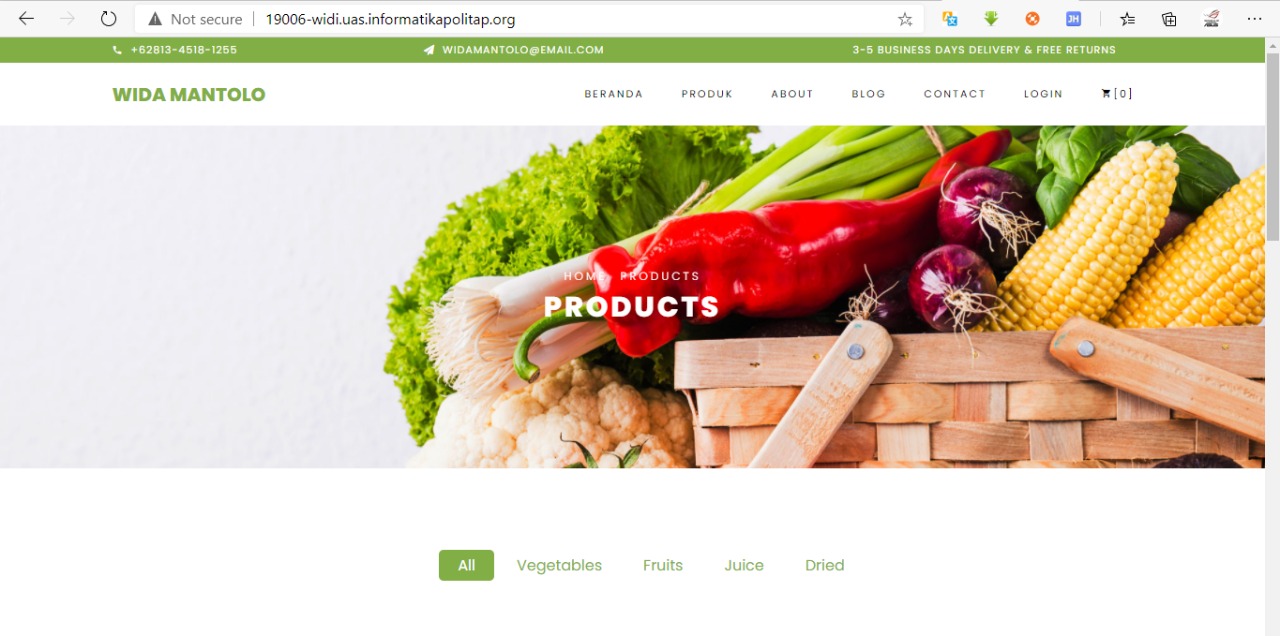 Not secure | 19006-widi.uas.informatikapolitap.org
JH
+62813-4518-1255 WIDAMANTOLO@EMAIL.COM 3-5 BUSINESS DAYS DELIVERY & FREE RETURNS
WIDA MANTOLO BERANDA PRODUK ABOUT BLOG CONTACT LOGIN [0]
HOME PRODUCTS
PRODUCTS
All Vegetables Fruits Juice Dried